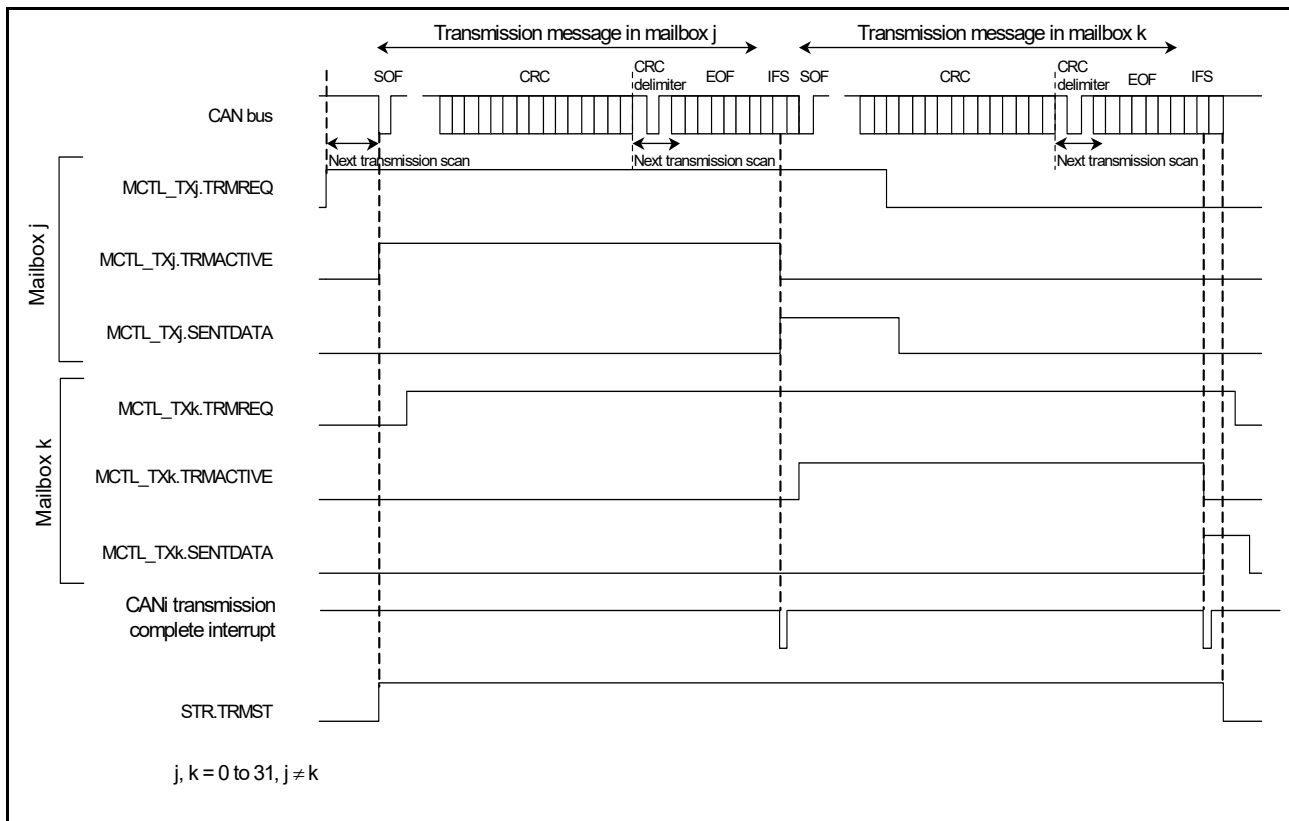 Transmission message in mailbox j
Transmission message in mailbox k
SOF
CRC
CRC
delimiter
EOF
IFS
SOF
CRC
CRC
delimiter
EOF
IFS
CAN bus
Next transmission scan
Next transmission scan
Next transmission scan
Mailbox j
MCTL_TXj.TRMREQ
MCTL_TXj.TRMACTIVE
MCTL_TXj.SENTDATA
Mailbox k
MCTL_TXk.TRMREQ
MCTL_TXk.TRMACTIVE
MCTL_TXk.SENTDATA
CANi transmission
complete interrupt
STR.TRMST
j, k = 0 to 31, j ≠ k